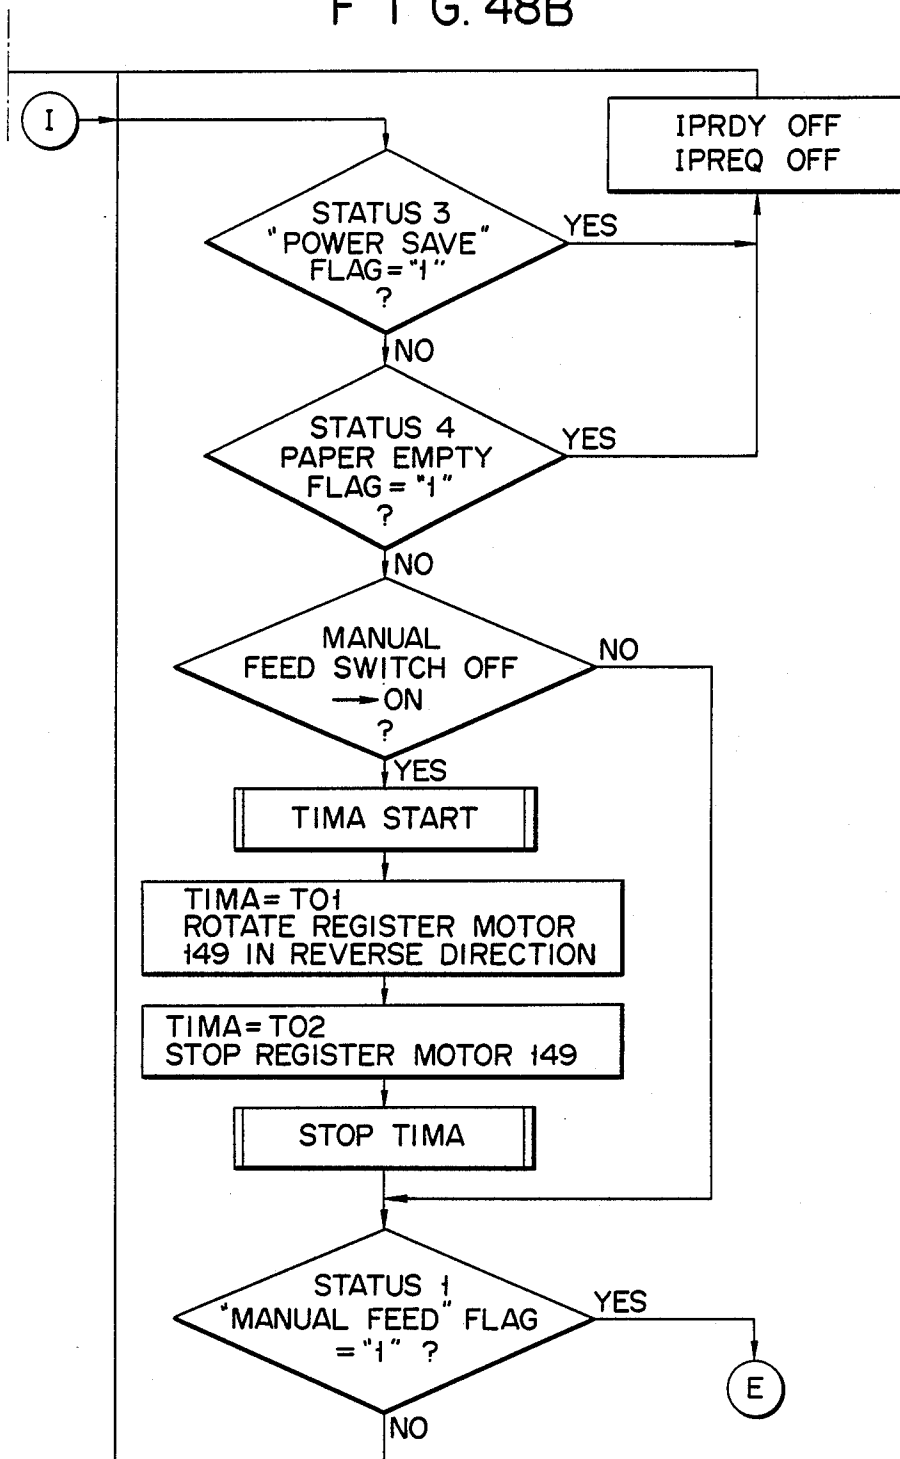 F I G. 48B
I
IPRDY OFF
IPREQ OFF
STATUS 3
"POWER SAVE"
FLAG="1"
?
YES
NO
STATUS 4
PAPER EMPTY
FLAG="1"
?
YES
NO
MANUAL
FEED SWITCH OFF
→ON
?
NO
YES
TIMA START
TIMA=TO1
ROTATE REGISTER MOTOR
149 IN REVERSE DIRECTION
TIMA=TO2
STOP REGISTER MOTOR 149
STOP TIMA
STATUS 1
"MANUAL FEED" FLAG
="1" ?
YES
E
NO